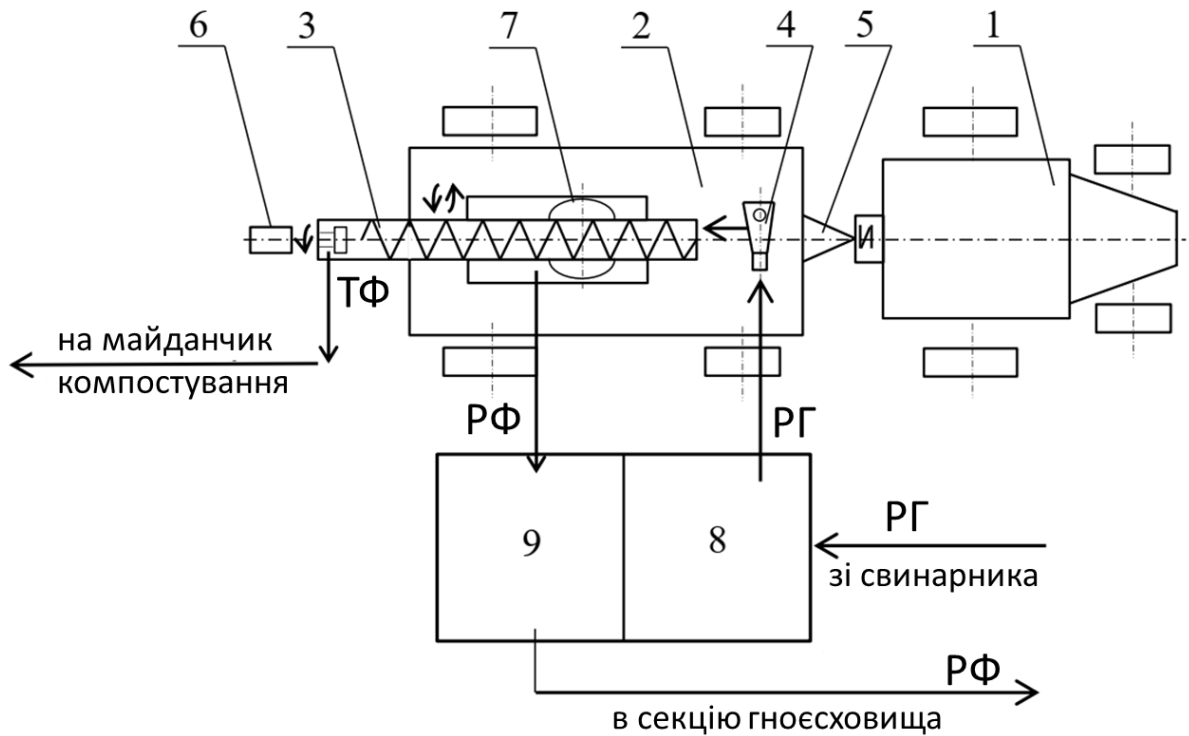 6 3 7 2 4 5 1
И
ТФ
на майданчик
компостування
РФ
РГ
9
8
РГ
зі свинарника
РФ
в секцію гноєсховища